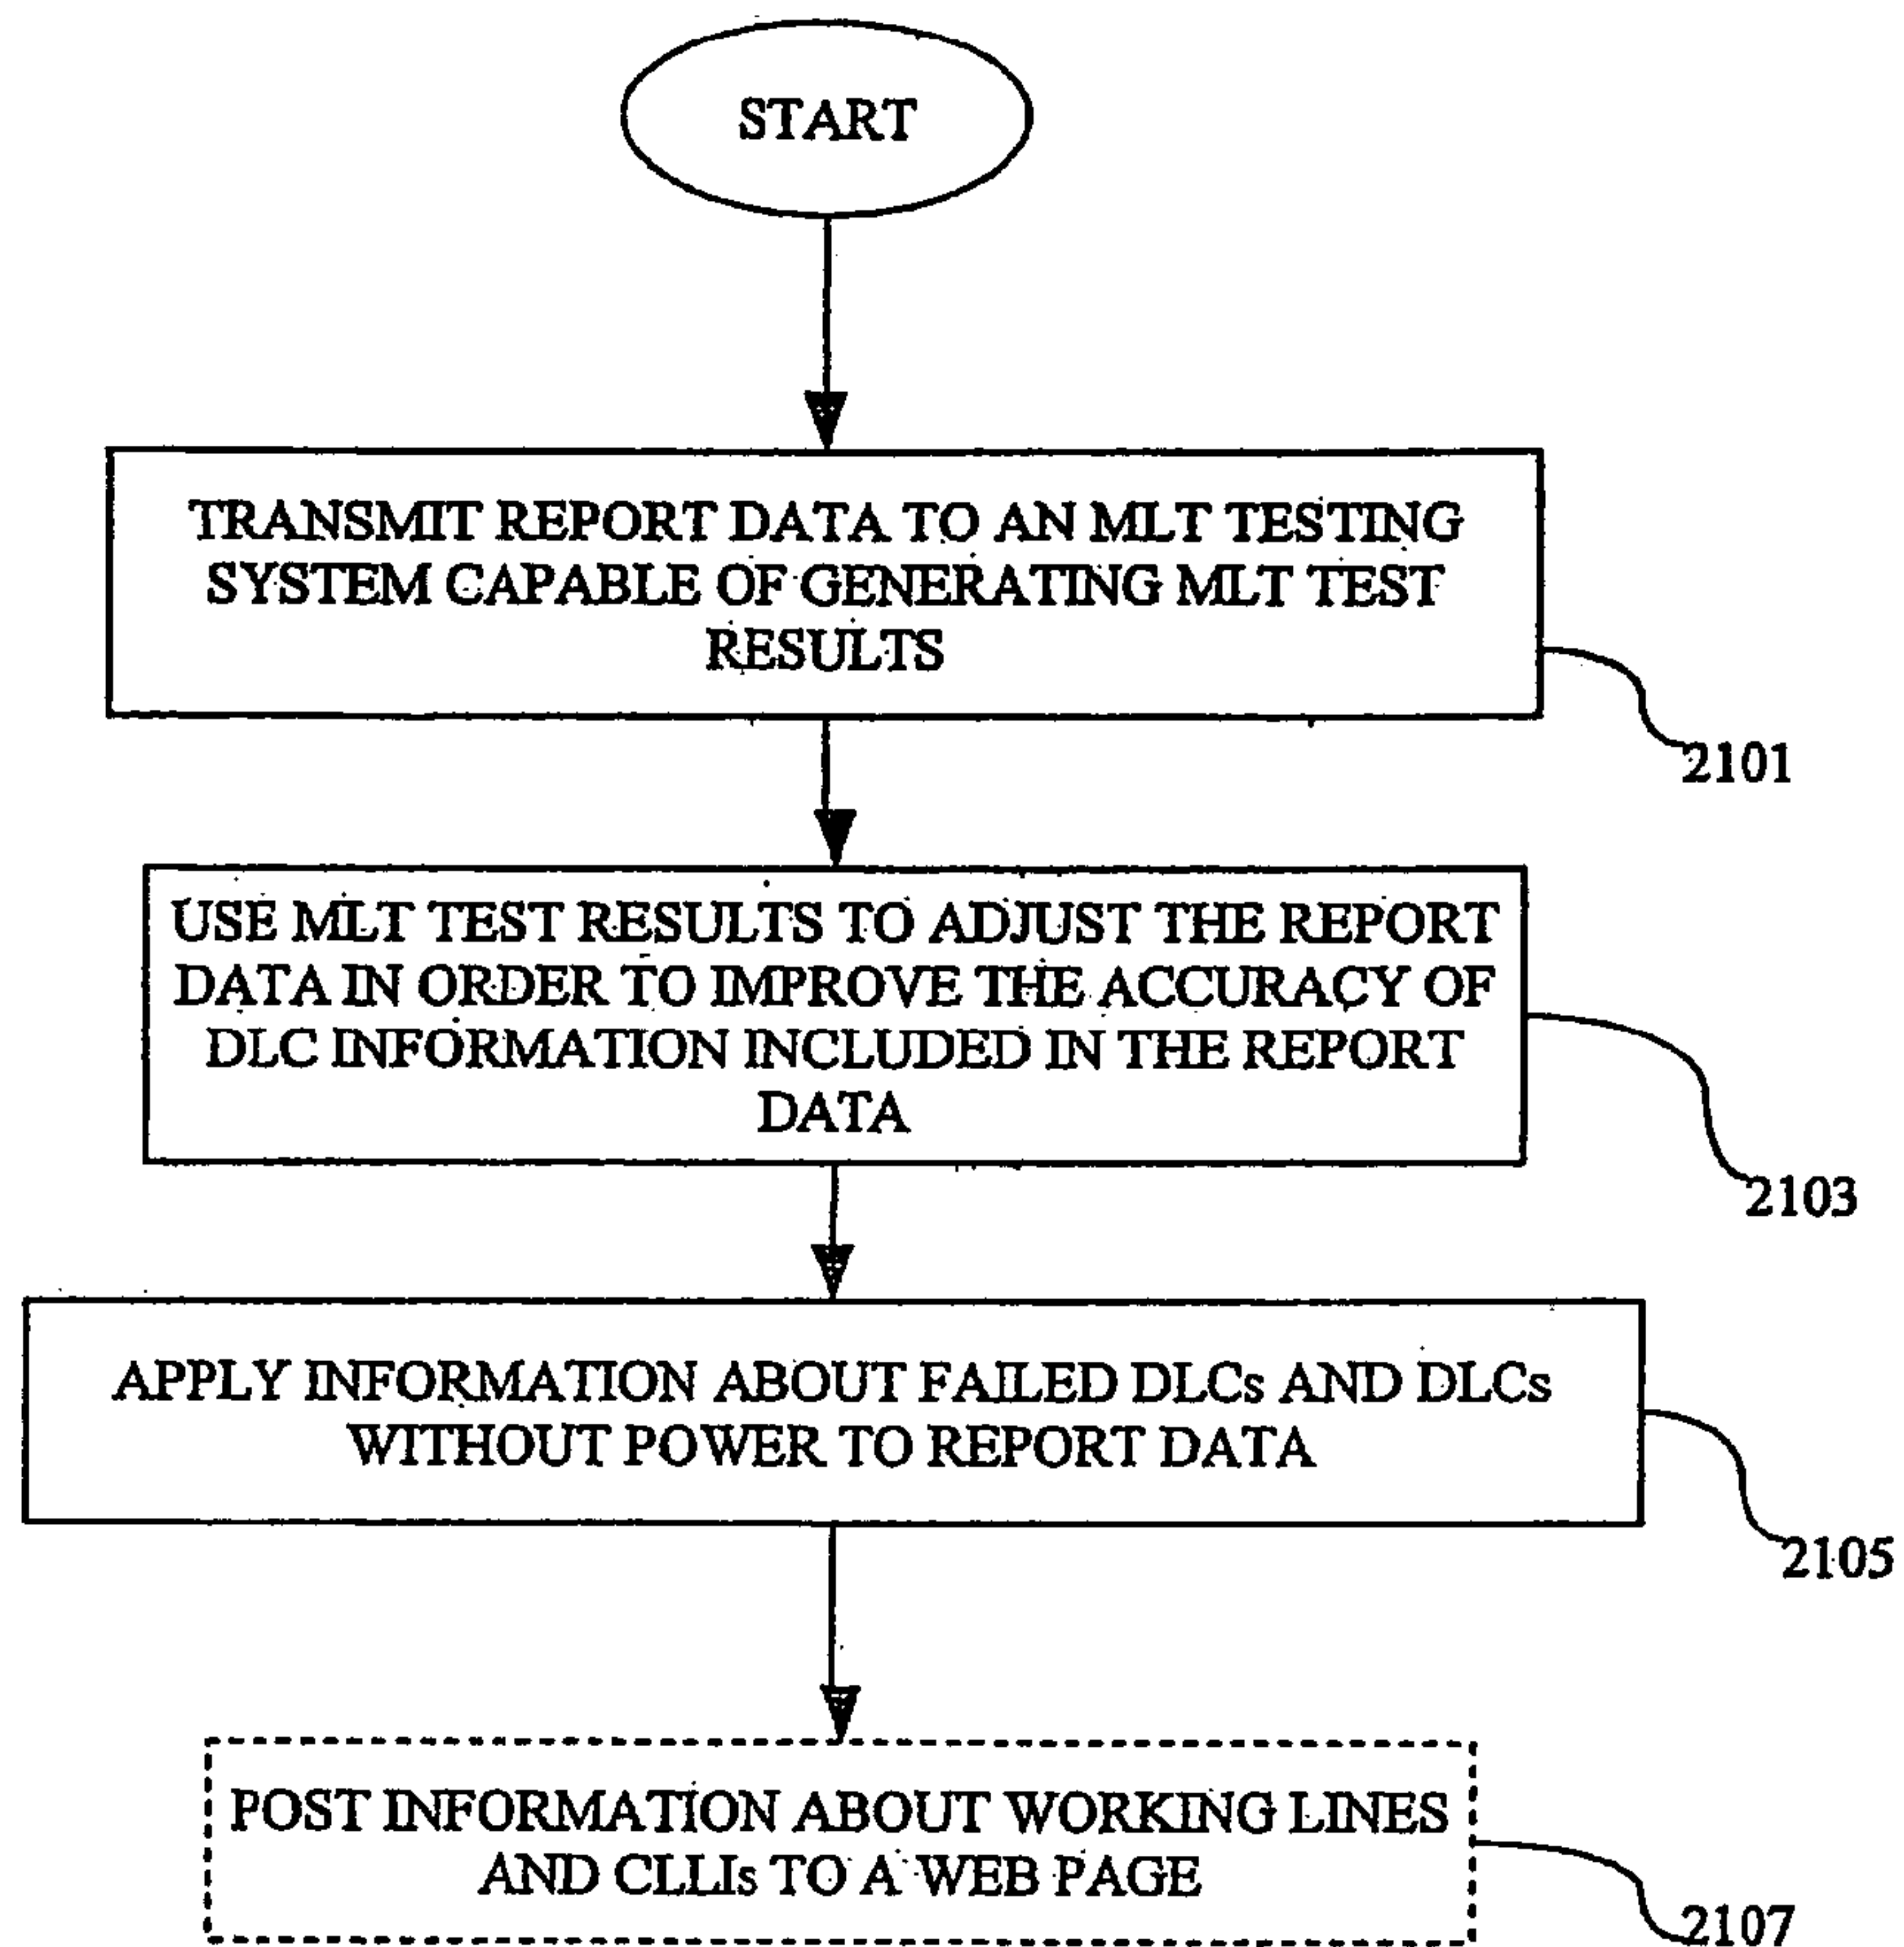 START
TRANSMIT REPORT DATA TO AN MLT TESTING
SYSTEM CAPABLE OF GENERATING MLT TEST
RESULTS
2101
USE MLT TEST RESULTS TO ADJUST THE REPORT
DATA IN ORDER TO IMPROVE THE ACCURACY OF
DLC INFORMATION INCLUDED IN THE REPORT
DATA
2103
APPLY INFORMATION ABOUT FAILED DLCs AND DLCs
WITHOUT POWER TO REPORT DATA
2105
POST INFORMATION ABOUT WORKING LINES
AND CLLIs TO A WEB PAGE
2107